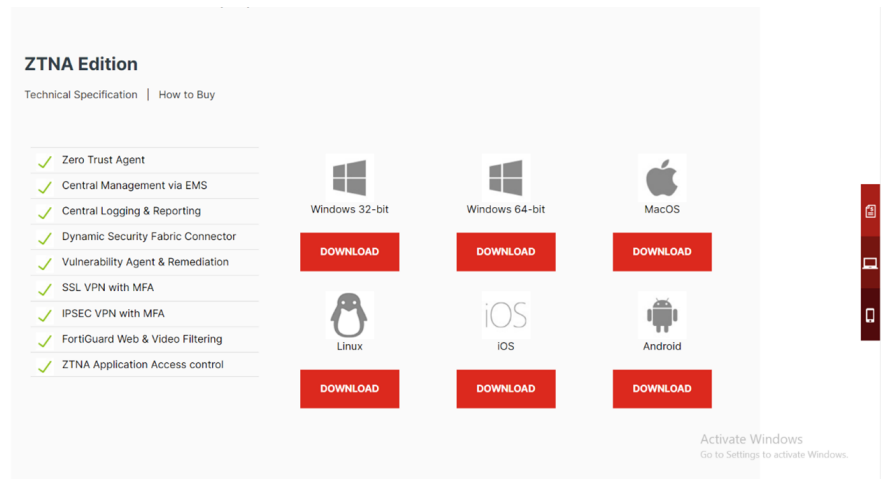 ZTNA Edition
Technical Specification | How to Buy
Zero Trust Agent
Central Management via EMS
Central Logging & Reporting
Dynamic Security Fabric Connector
Vulnerability Agent & Remediation
SSL VPN with MFA
IPSEC VPN with MFA
FortiGuard Web & Video Filtering
ZTNA Application Access control
Windows 32-bit
Windows 64-bit
MacOS
DOWNLOAD
DOWNLOAD
DOWNLOAD
iOS
Linux
iOS
Android
DOWNLOAD
DOWNLOAD
DOWNLOAD
Activate Windows
Go to Settings to activate Windows.